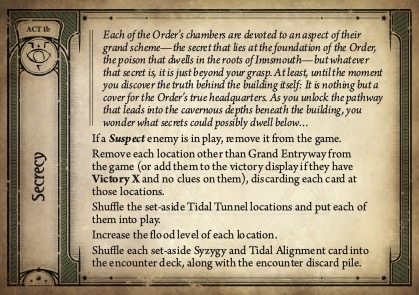 ACT 1b
Each of the Order's chambers are devoted to an aspect of their
grand scheme—the secret that lies at the foundation of the Order,
the poison that dwells in the roots of Innsmouth—but whatever
that secret is, it is just beyond your grasp. At least, until the moment
you discover the truth behind the building itself: It is nothing but a
cover for the Order's true headquarters. As you unlock the pathway
that leads into the cavernous depths beneath the building, you
wonder what secrets could possibly dwell below…
If a Suspect enemy is in play, remove it from the game.
Remove each location other than Grand Entryway from
the game (or add them to the victory display if they have
Victory X and no clues on them), discarding each card at
those locations.
Shuffle the set-aside Tidal Tunnel locations and put each of
them into play.
Increase the flood level of each location.
Shuffle each set-aside Syzygy and Tidal Alignment card into
the encounter deck, along with the encounter discard pile.
Secrecy